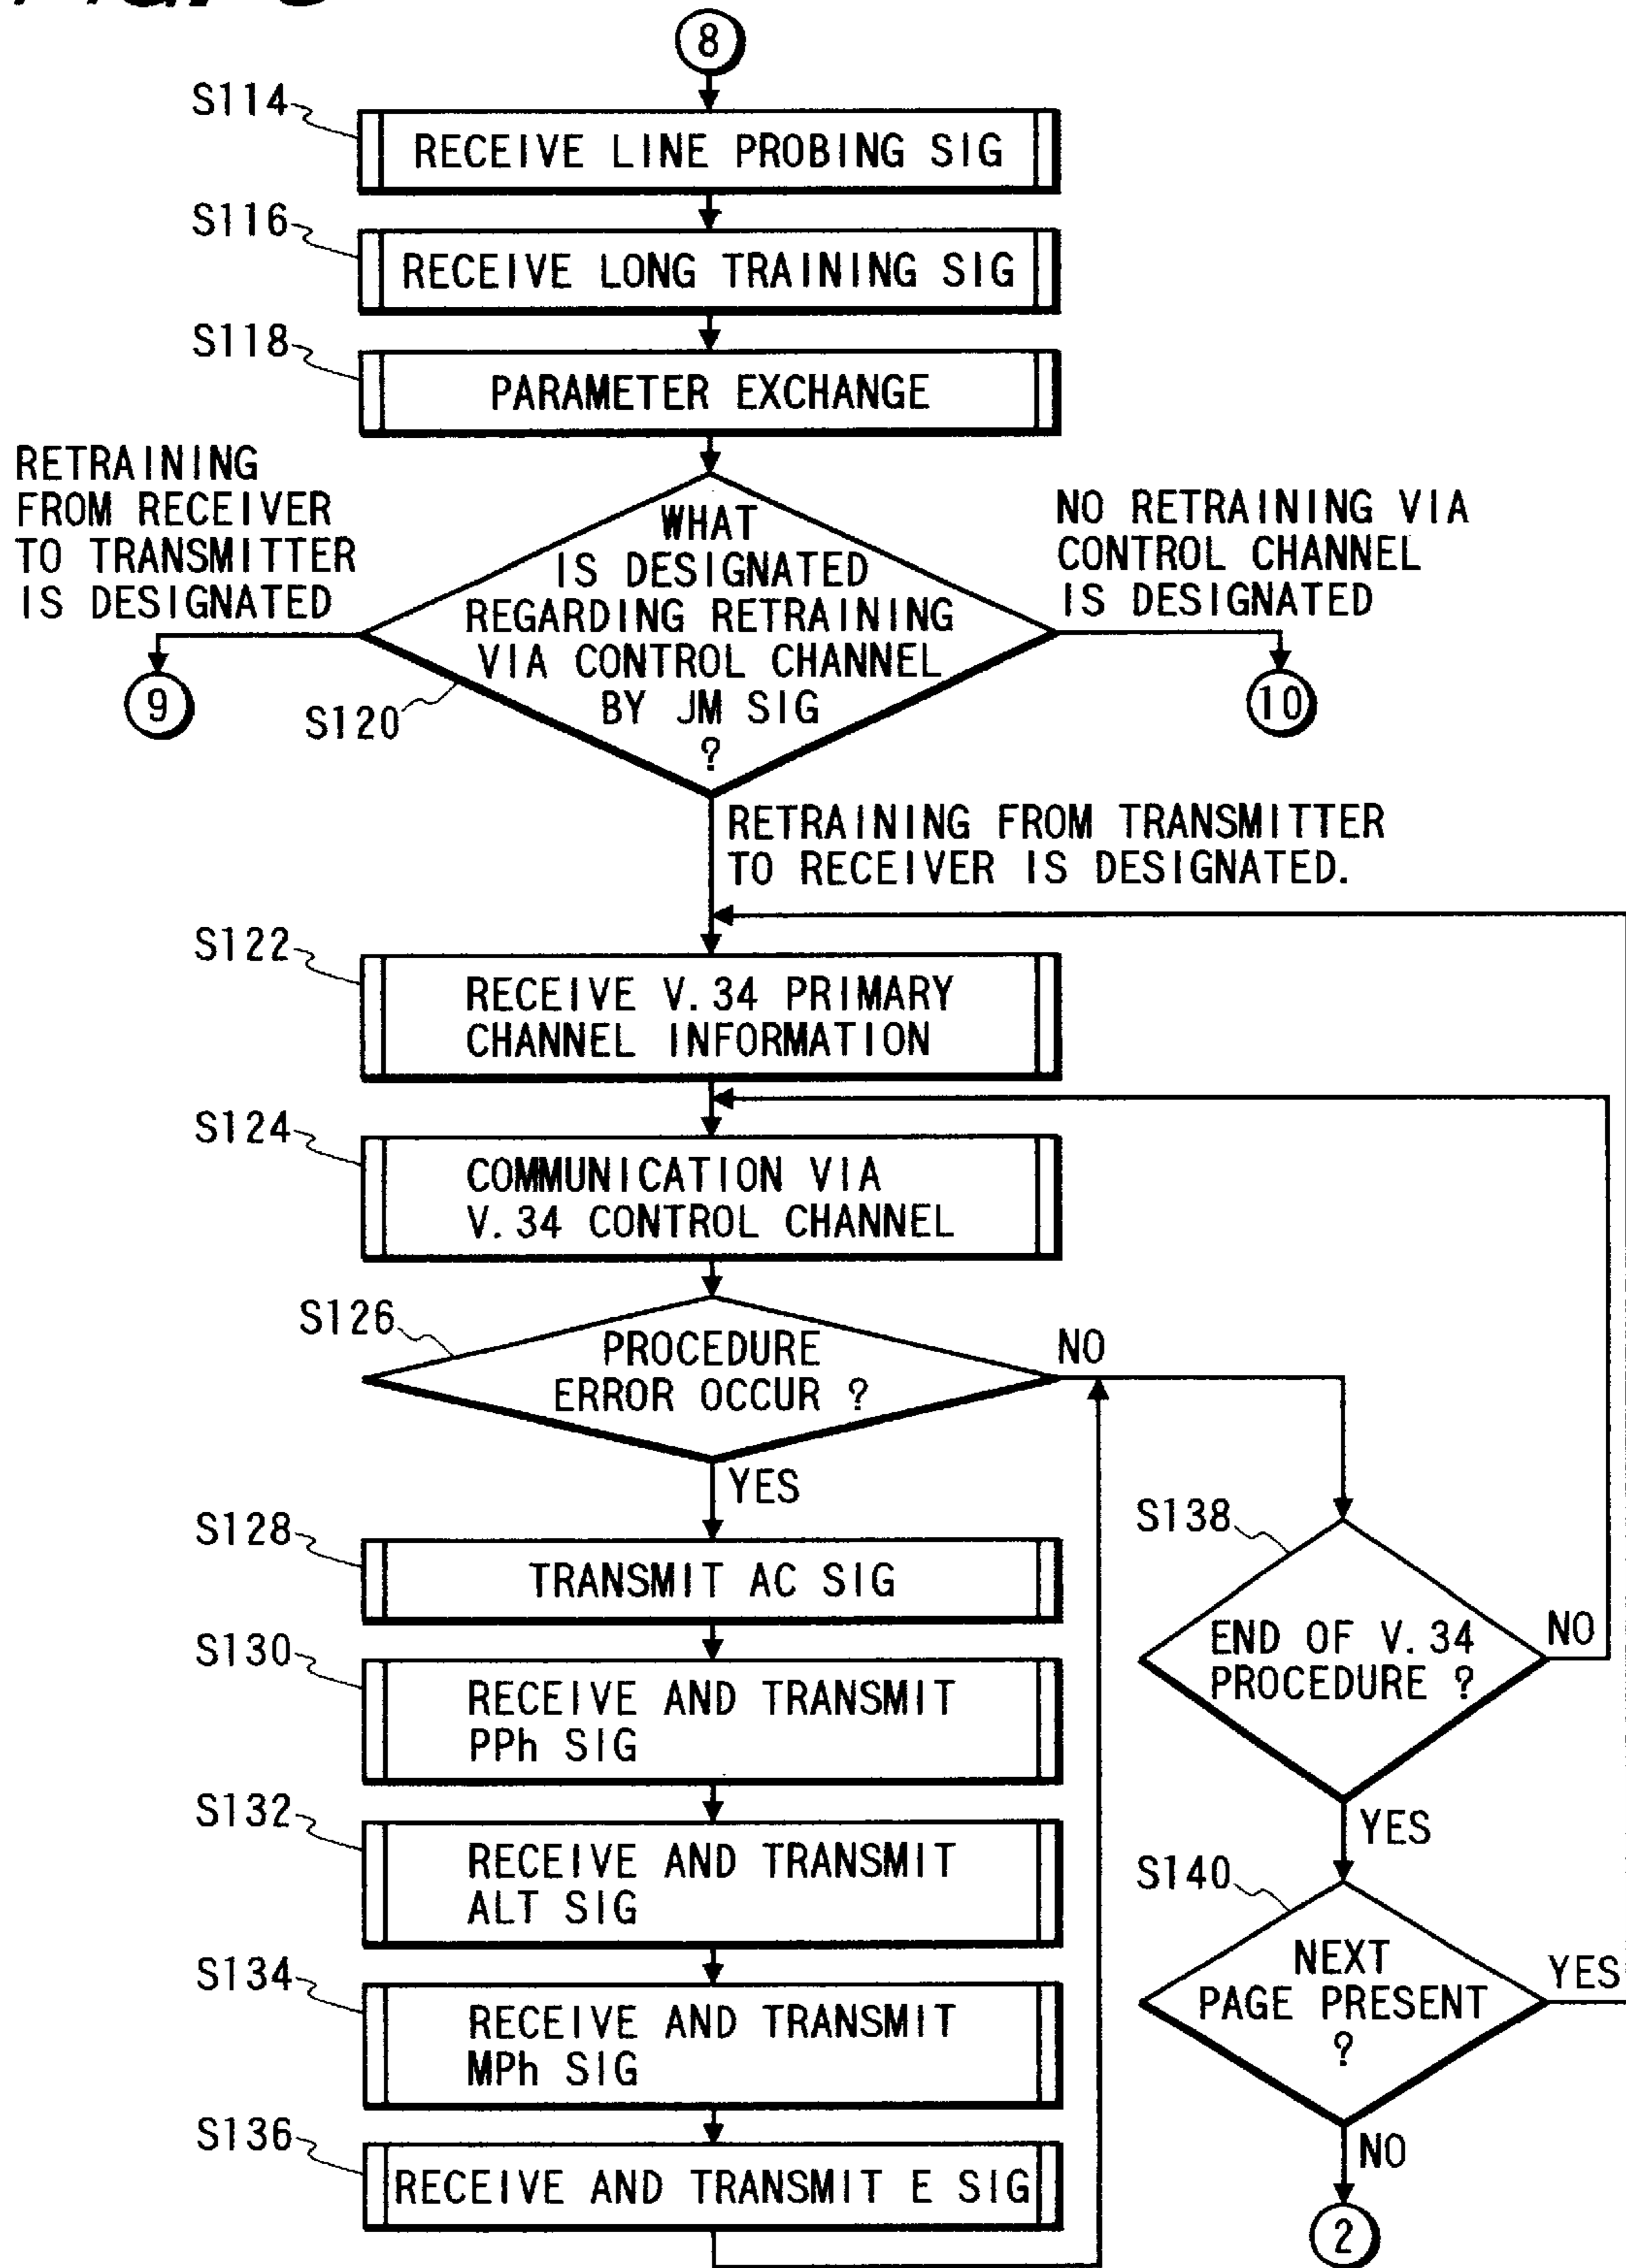 8
S114
RECEIVE LINE PROBING SIG
S116
RECEIVE LONG TRAINING SIG
S118
PARAMETER EXCHANGE
RETRAINING
FROM RECEIVER
TO TRANSMITTER
IS DESIGNATED
WHAT
IS DESIGNATED
REGARDING RETRAINING
VIA CONTROL CHANNEL
BY JM SIG
?
NO RETRAINING VIA
CONTROL CHANNEL
IS DESIGNATED
9
S120
10
RETRAINING FROM TRANSMITTER
TO RECEIVER IS DESIGNATED.
S122
RECEIVE V.34 PRIMARY
CHANNEL INFORMATION
S124
COMMUNICATION VIA
V.34 CONTROL CHANNEL
S126
PROCEDURE
ERROR OCCUR ?
NO
YES
S128
TRANSMIT AC SIG
S130
RECEIVE AND TRANSMIT
PPh SIG
S132
RECEIVE AND TRANSMIT
ALT SIG
S134
RECEIVE AND TRANSMIT
MPh SIG
S136
RECEIVE AND TRANSMIT E SIG
S138
END OF V.34
PROCEDURE ?
NO
YES
S140
NEXT
PAGE PRESENT
?
YES
NO
2